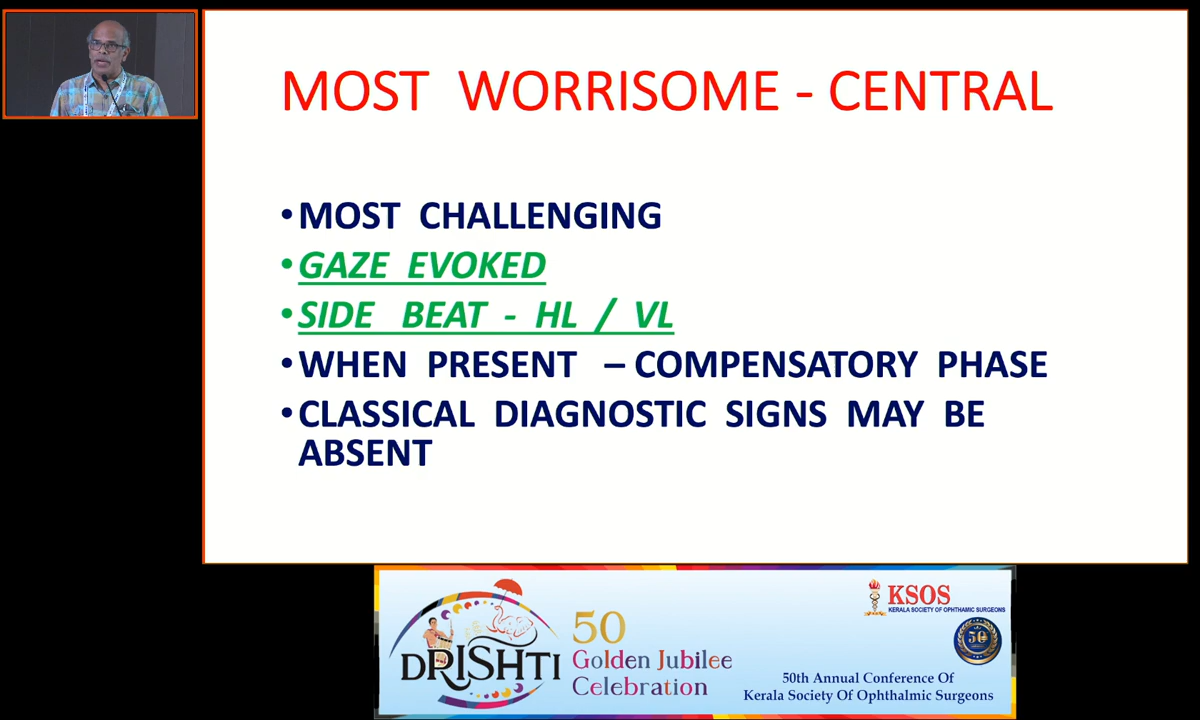 MOST WORRISOME - CENTRAL
•MOST CHALLENGING
•GAZE EVOKED
•SIDE BEAT - HL / VL
•WHEN PRESENT – COMPENSATORY PHASE
•CLASSICAL DIAGNOSTIC SIGNS MAY BE
ABSENT
DRISHTI
50
Golden Jubilee
Celebration
KSOS
KERALA SOCIETY OF OPHTHAMIC SURGEONS
50
50th Annual Conference Of
Kerala Society Of Ophthalmic Surgeons